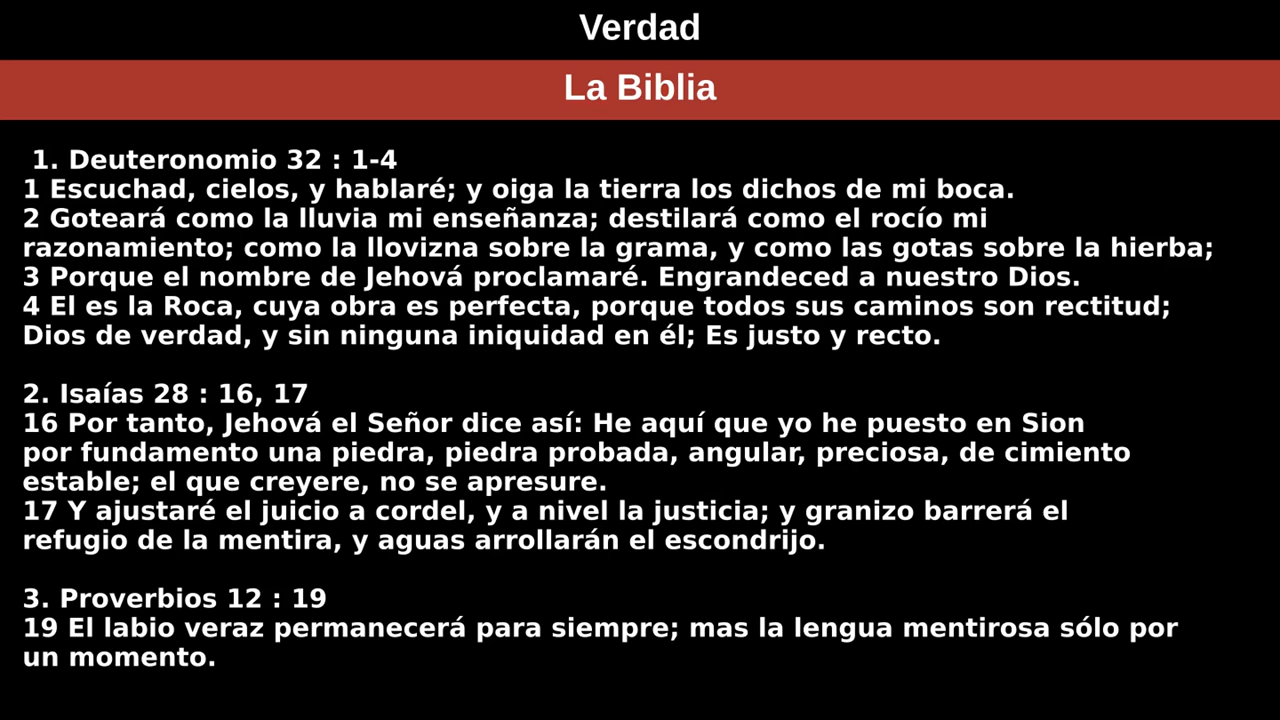 Verdad
La Biblia
1. Deuteronomio 32 : 1-4
1 Escuchad, cielos, y hablaré; y oiga la tierra los dichos de mi boca.
2 Goteará como la lluvia mi enseñanza; destilará como el rocío mi
razonamiento; como la llovizna sobre la grama, y como las gotas sobre la hierba;
3 Porque el nombre de Jehová proclamaré. Engrandeced a nuestro Dios.
4 El es la Roca, cuya obra es perfecta, porque todos sus caminos son rectitud;
Dios de verdad, y sin ninguna iniquidad en él; Es justo y recto.
2. Isaías 28 : 16, 17
16 Por tanto, Jehová el Señor dice así: He aquí que yo he puesto en Sion
por fundamento una piedra, piedra probada, angular, preciosa, de cimiento
estable; el que creyere, no se apresure.
17 Y ajustaré el juicio a cordel, y a nivel la justicia; y granizo barrerá el
refugio de la mentira, y aguas arrollarán el escondrijo.
3. Proverbios 12 : 19
19 El labio veraz permanecerá para siempre; mas la lengua mentirosa sólo por
un momento.